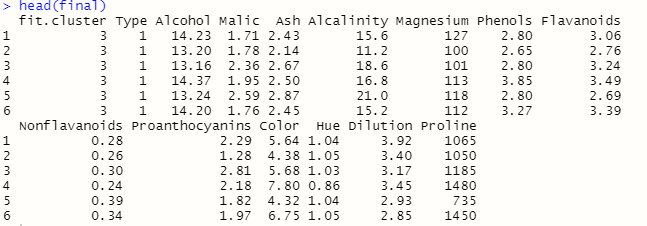 > head(final)
fit.cluster Type Alcohol Malic Ash Alcalinity Magnesium Phenols Flavanoids
1 3 1 14.23 1.71 2.43 15.6 127 2.80 3.06
2 3 1 13.20 1.78 2.14 11.2 100 2.65 2.76
3 3 1 13.16 2.36 2.67 18.6 101 2.80 3.24
4 3 1 14.37 1.95 2.50 16.8 113 3.85 3.49
5 3 1 13.24 2.59 2.87 21.0 118 2.80 2.69
6 3 1 14.20 1.76 2.45 15.2 112 3.27 3.39
Nonflavanoids Proanthocyanins Color Hue Dilution Proline
1 0.28 2.29 5.64 1.04 3.92 1065
2 0.26 1.28 4.38 1.05 3.40 1050
3 0.30 2.81 5.68 1.03 3.17 1185
4 0.24 2.18 7.80 0.86 3.45 1480
5 0.39 1.82 4.32 1.04 2.93 735
6 0.34 1.97 6.75 1.05 2.85 1450